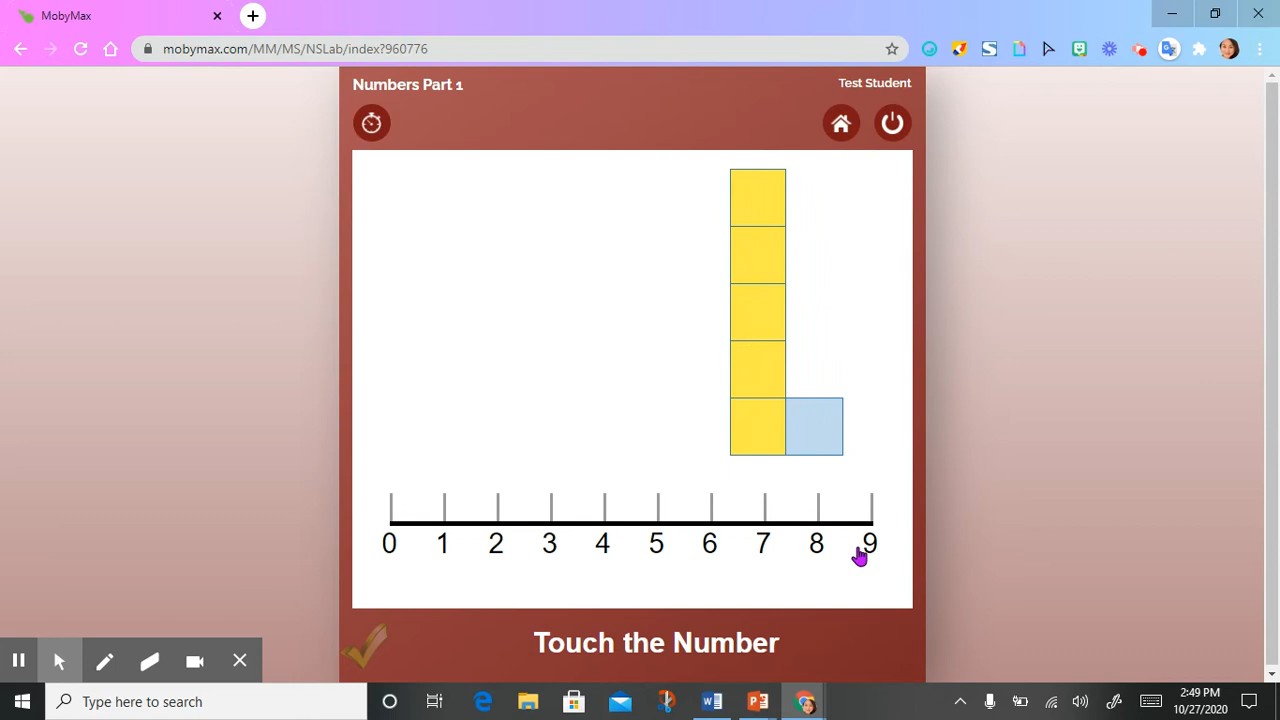 MobyMax
mobymax.com/MM/MS/NSLab/index?960776
Numbers Part 1
Test Student
0 1 2 3 4 5 6 7 8 9
Touch the Number
Type here to search
2:49 PM
10/27/2020